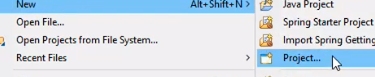 New Alt+Shift+N >
Open File...
Open Projects from File System...
Recent Files >
Java Project
Spring Starter Project
Import Spring Getting
Project...